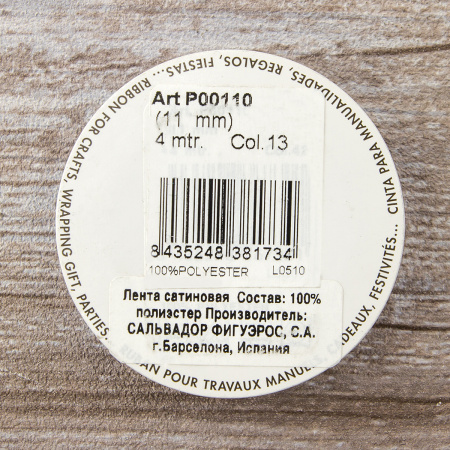 Art P00110
(11 mm)
4 mtr. Col.13
8 435248 381734
100%POLYESTER L0510
Лента сатиновая Состав: 100%
полиэстер Производитель:
САЛЬВАДОР ФИГУЭРОС, С.А.
г.Барселона, Испания
RIBBON FOR CRAFTS, WRAPPING GIFT, PARTIES.
CINTA PARA MANUALIDADES, REGALOS, FIESTAS...
POUR TRAVAUX FESTIVITÉS...